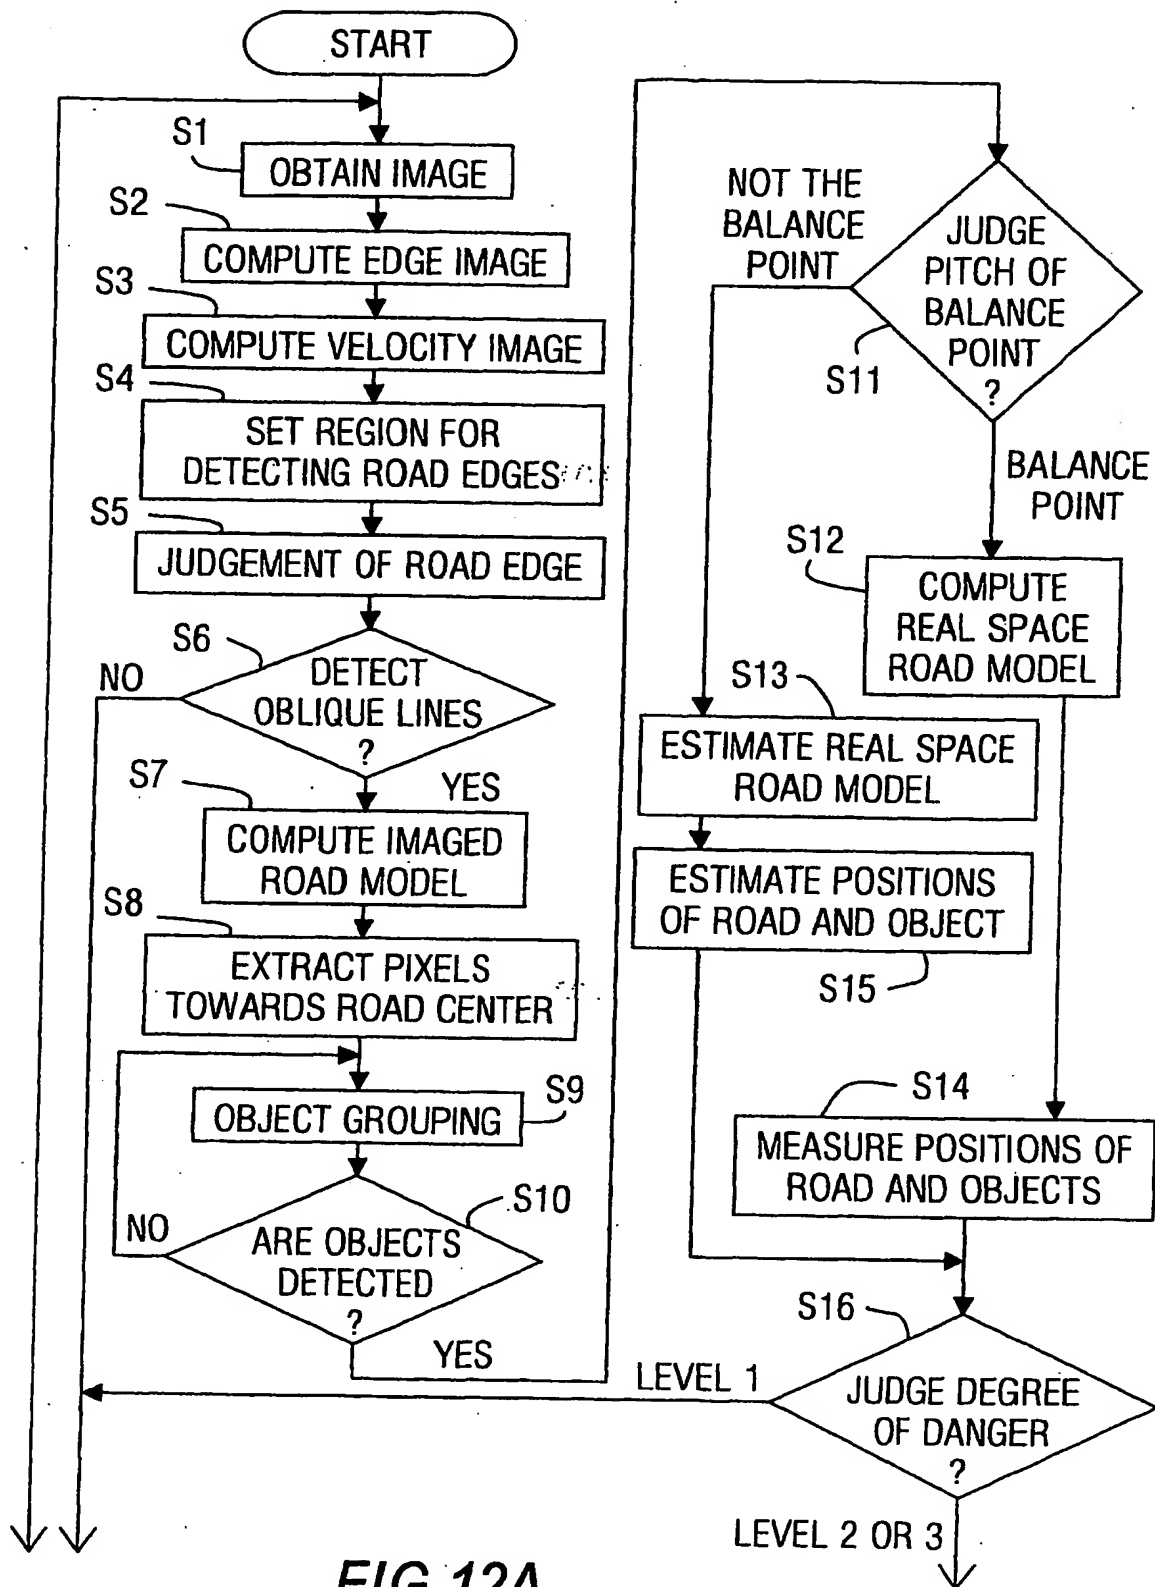 START
S1
OBTAIN IMAGE
S2
COMPUTE EDGE IMAGE
S3
COMPUTE VELOCITY IMAGE
S4
SET REGION FOR
DETECTING ROAD EDGES
S5
JUDGEMENT OF ROAD EDGE
S6
NO
DETECT
OBLIQUE LINES
?
YES
S7
COMPUTE IMAGED
ROAD MODEL
S8
EXTRACT PIXELS
TOWARDS ROAD CENTER
S9
OBJECT GROUPING
S10
NO
ARE OBJECTS
DETECTED
?
YES
NOT THE
BALANCE
POINT
JUDGE
PITCH OF
BALANCE
POINT
?
S11
BALANCE
POINT
S12
COMPUTE
REAL SPACE
ROAD MODEL
S13
ESTIMATE REAL SPACE
ROAD MODEL
ESTIMATE POSITIONS
OF ROAD AND OBJECT
S15
S14
MEASURE POSITIONS OF
ROAD AND OBJECTS
S16
LEVEL 1
JUDGE DEGREE
OF DANGER
?
LEVEL 2 OR 3
FIG.12A